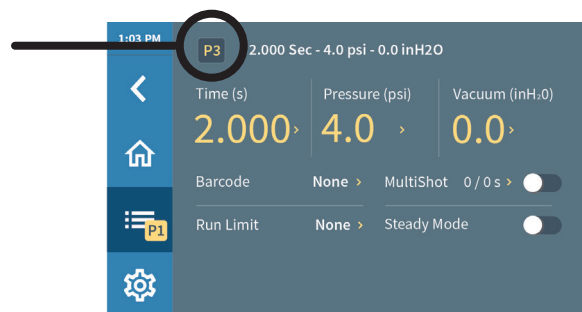 1:03 PM
P3 2.000 Sec - 4.0 psi - 0.0 inH2O
Time (s) Pressure (psi) Vacuum (inH₂0)
2.000 › 4.0 › 0.0 ›
Barcode None › MultiShot 0 / 0 s ›
P1
Run Limit None › Steady Mode